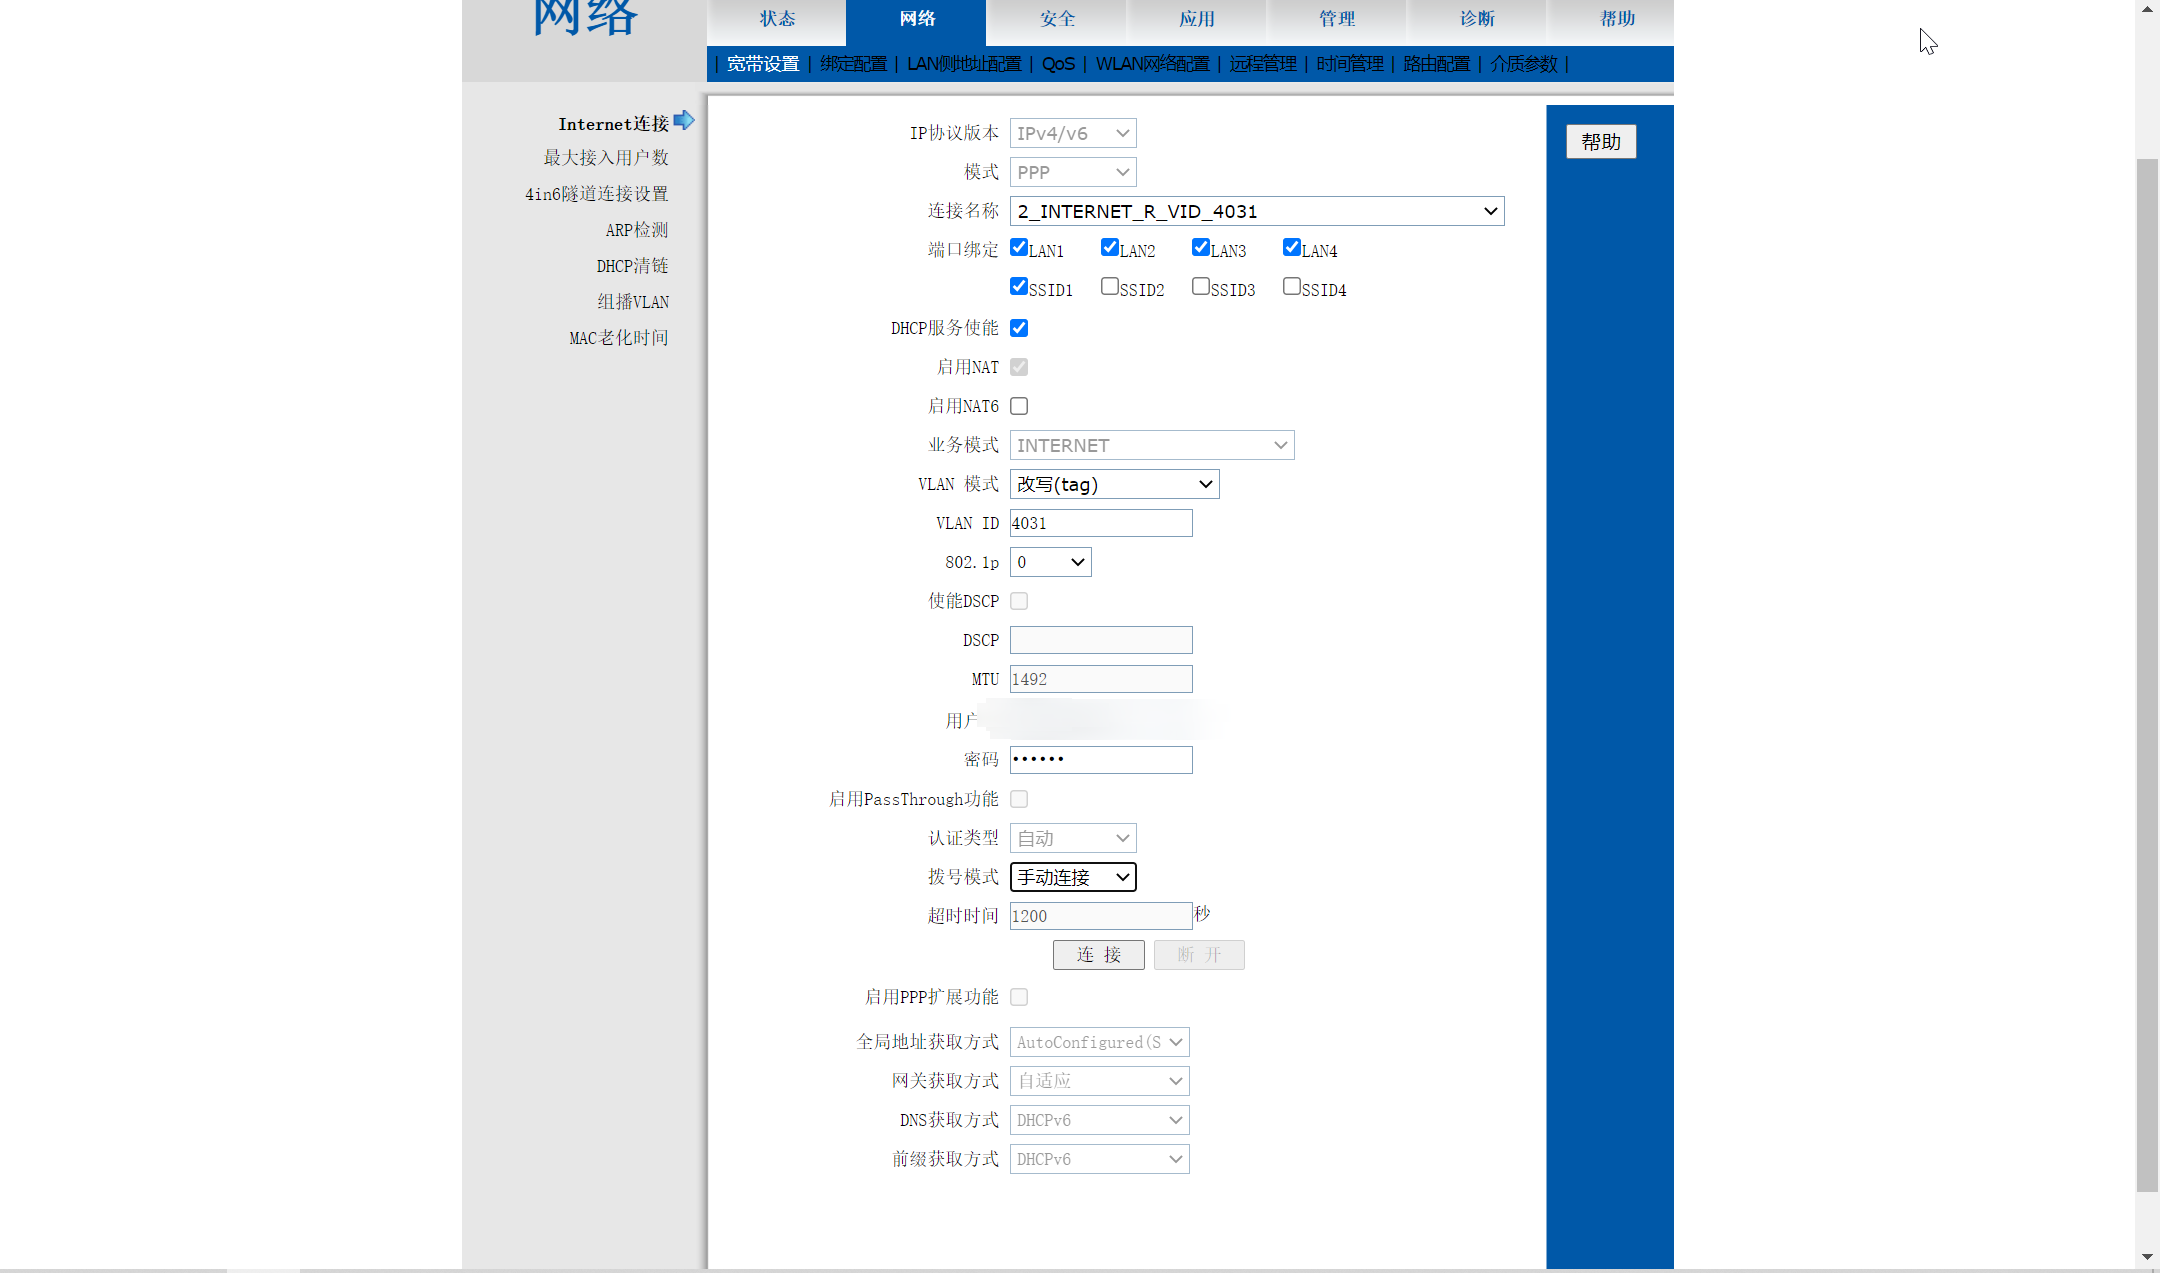 网络
状态 网络 安全 应用 管理 诊断 帮助
| 宽带设置 | 绑定配置 | LAN侧地址配置 | QoS | WLAN网络配置 | 远程管理 | 时间管理 | 路由配置 | 介质参数 |
Internet连接
最大接入用户数
4in6隧道连接设置
ARP检测
DHCP清链
组播VLAN
MAC老化时间
IP协议版本 IPv4/v6
模式 PPP
连接名称 2_INTERNET_R_VID_4031
端口绑定 LAN1 LAN2 LAN3 LAN4
SSID1 SSID2 SSID3 SSID4
DHCP服务使能
启用NAT
启用NAT6
业务模式 INTERNET
VLAN 模式 改写(tag)
VLAN ID 4031
802.1p 0
使能DSCP
DSCP
MTU 1492
用户
密码 ••••••
启用PassThrough功能
认证类型 自动
拨号模式 手动连接
超时时间 1200 秒
连 接 断 开
启用PPP扩展功能
全局地址获取方式 AutoConfigured(S
网关获取方式 自适应
DNS获取方式 DHCPv6
前缀获取方式 DHCPv6
帮助